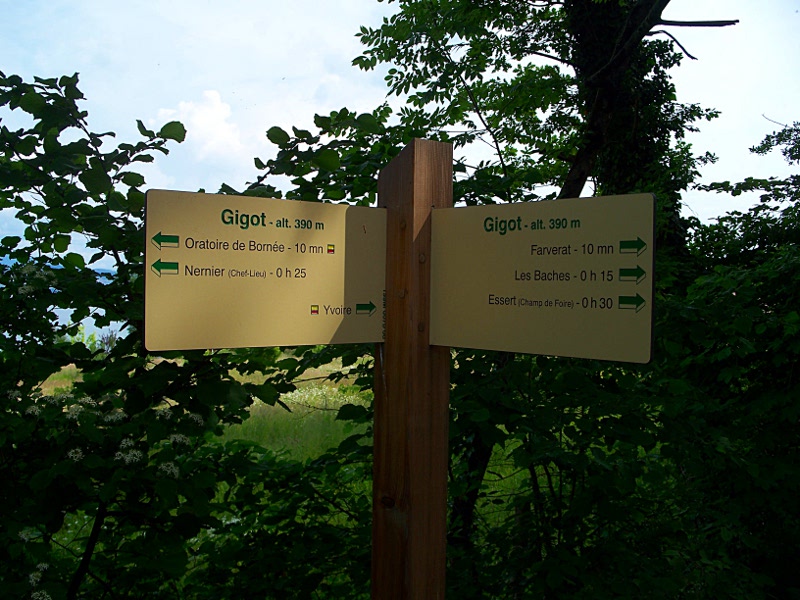 Gigot - alt. 390 m
Oratoire de Bornée - 10 mn
Nernier (Chef-Lieu) - 0 h 25
Yvoire
Gigot - alt. 390 m
Farverat - 10 mn
Les Baches - 0 h 15
Essert (Champ de Foire) - 0 h 30